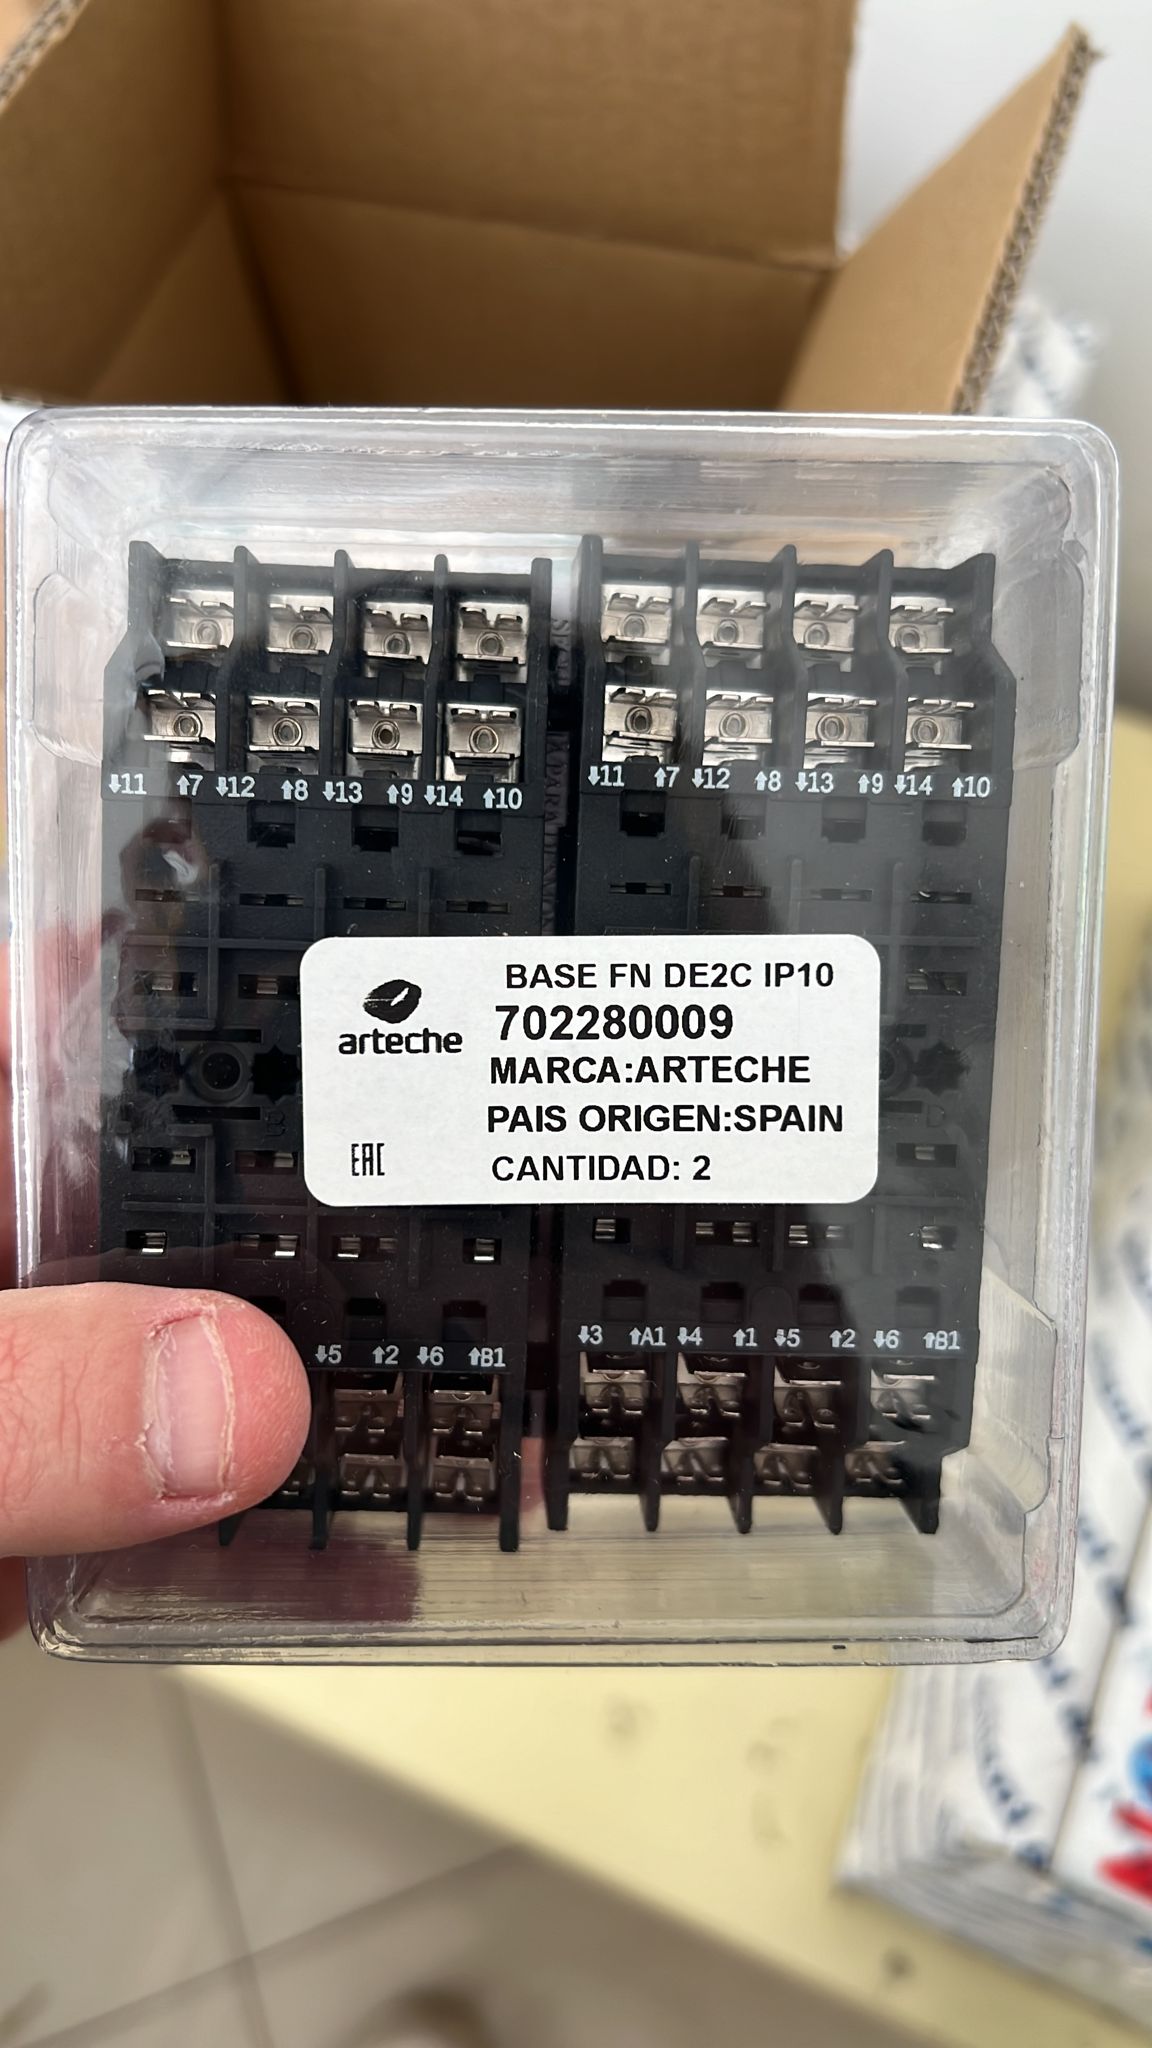 ⬇11 ⬆7 ⬇12 ⬆8 ⬇13 ⬆9 ⬇14 ⬆10
⬇11 ⬆7 ⬇12 ⬆8 ⬇13 ⬆9 ⬇14 ⬆10
arteche
EAC
BASE FN DE2C IP10
702280009
MARCA:ARTECHE
PAIS ORIGEN:SPAIN
CANTIDAD: 2
⬇5 ⬆2 ⬇6 ⬆B1
⬇3 ⬆A1 ⬇4 ⬆1 ⬇5 ⬆2 ⬇6 ⬆B1